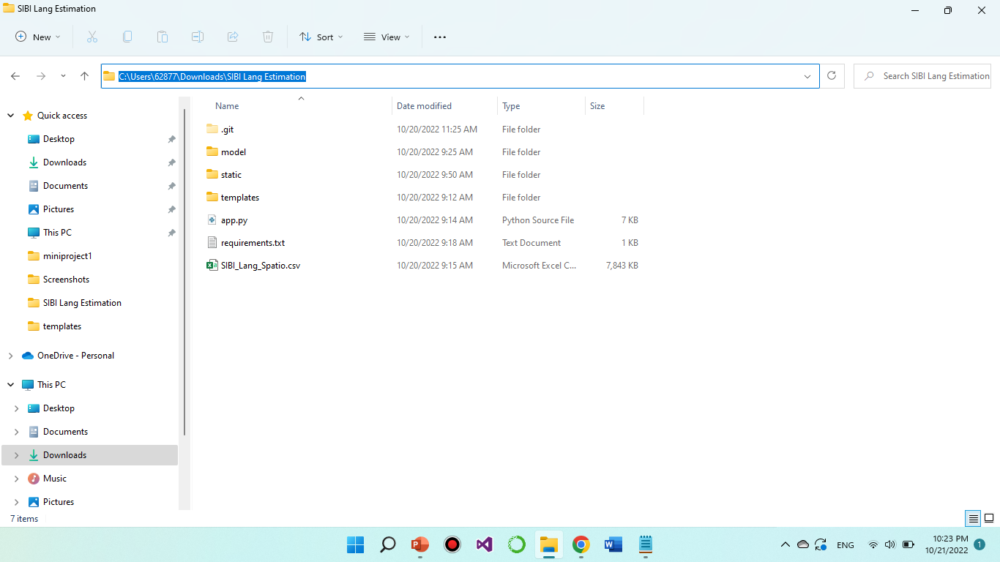 SIBI Lang Estimation
New Sort View
C:\Users\62877\Downloads\SIBI Lang Estimation
Search SIBI Lang Estimation
Name Date modified Type Size
.git 10/20/2022 11:25 AM File folder
model 10/20/2022 9:25 AM File folder
static 10/20/2022 9:50 AM File folder
templates 10/20/2022 9:12 AM File folder
app.py 10/20/2022 9:14 AM Python Source File 7 KB
requirements.txt 10/20/2022 9:18 AM Text Document 1 KB
SIBI_Lang_Spatio.csv 10/20/2022 9:15 AM Microsoft Excel C... 7,843 KB
Quick access
Desktop
Downloads
Documents
Pictures
This PC
miniproject1
Screenshots
SIBI Lang Estimation
templates
OneDrive - Personal
This PC
Desktop
Documents
Downloads
Music
Pictures
7 items
ENG
10:23 PM
10/21/2022
1